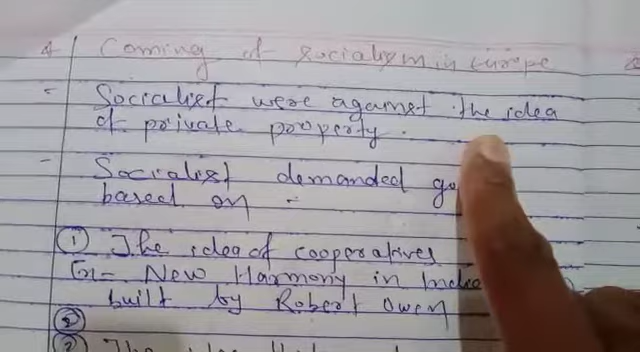 4 Coming of socialism in Europe
- Socialist were against the idea
of private property.
- Socialist demanded
based on -
① The idea of cooperatives
Ex- New Harmony in
built by Robert Owen
②